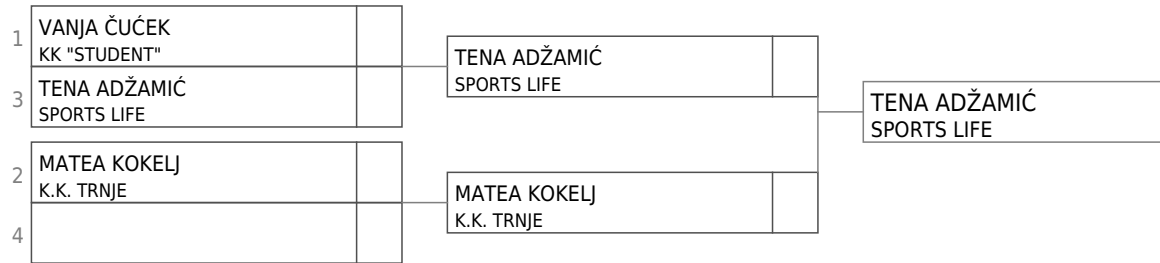 1
VANJA ČUĆEK
KK "STUDENT"
3
TENA ADŽAMIĆ
SPORTS LIFE
2
MATEA KOKELJ
K.K. TRNJE
4
TENA ADŽAMIĆ
SPORTS LIFE
MATEA KOKELJ
K.K. TRNJE
TENA ADŽAMIĆ
SPORTS LIFE